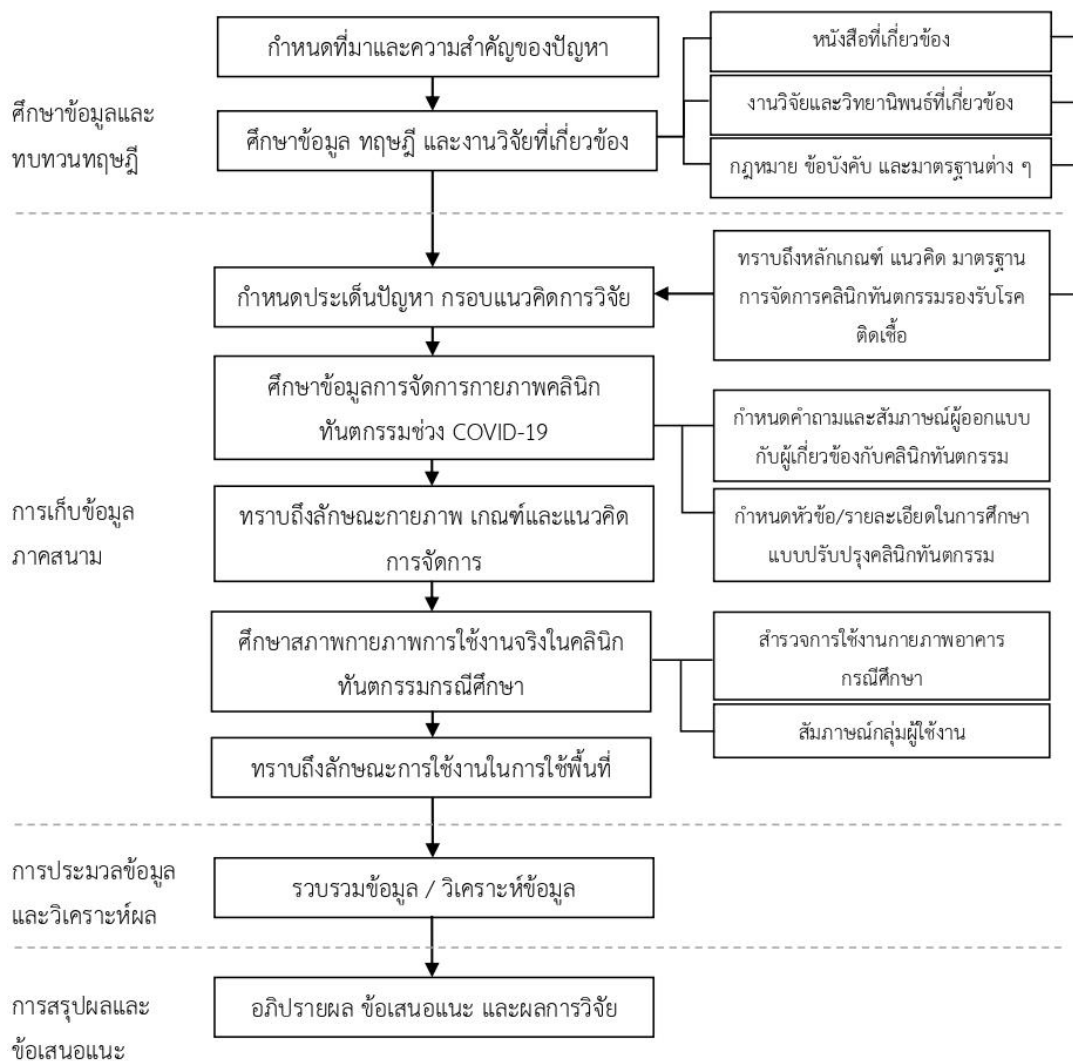 กำหนดที่มาและความสำคัญของปัญหา
หนังสือที่เกี่ยวข้อง
ศึกษาข้อมูลและ
ทบทวนทฤษฎี
งานวิจัยและวิทยานิพนธ์ที่เกี่ยวข้อง
ศึกษาข้อมูล ทฤษฎี และงานวิจัยที่เกี่ยวข้อง
กฎหมาย ข้อบังคับ และมาตรฐานต่าง ๆ
ทราบถึงหลักเกณฑ์ แนวคิด มาตรฐาน
การจัดการคลินิกทันตกรรมรองรับโรค
ติดเชื้อ
กำหนดประเด็นปัญหา กรอบแนวคิดการวิจัย
ศึกษาข้อมูลการจัดการกายภาพคลินิก
ทันตกรรมช่วง COVID-19
กำหนดคำถามและสัมภาษณ์ผู้ออกแบบ
กับผู้เกี่ยวข้องกับคลินิกทันตกรรม
การเก็บข้อมูล
ภาคสนาม
ทราบถึงลักษณะกายภาพ เกณฑ์และแนวคิด
การจัดการ
กำหนดหัวข้อ/รายละเอียดในการศึกษา
แบบปรับปรุงคลินิกทันตกรรม
ศึกษาสภาพกายภาพการใช้งานจริงในคลินิก
ทันตกรรมกรณีศึกษา
สำรวจการใช้งานกายภาพอาคาร
กรณีศึกษา
สัมภาษณ์กลุ่มผู้ใช้งาน
ทราบถึงลักษณะการใช้งานในการใช้พื้นที่
การประมวลข้อมูล
และวิเคราะห์ผล
รวบรวมข้อมูล / วิเคราะห์ข้อมูล
การสรุปผลและ
ข้อเสนอแนะ
อภิปรายผล ข้อเสนอแนะ และผลการวิจัย